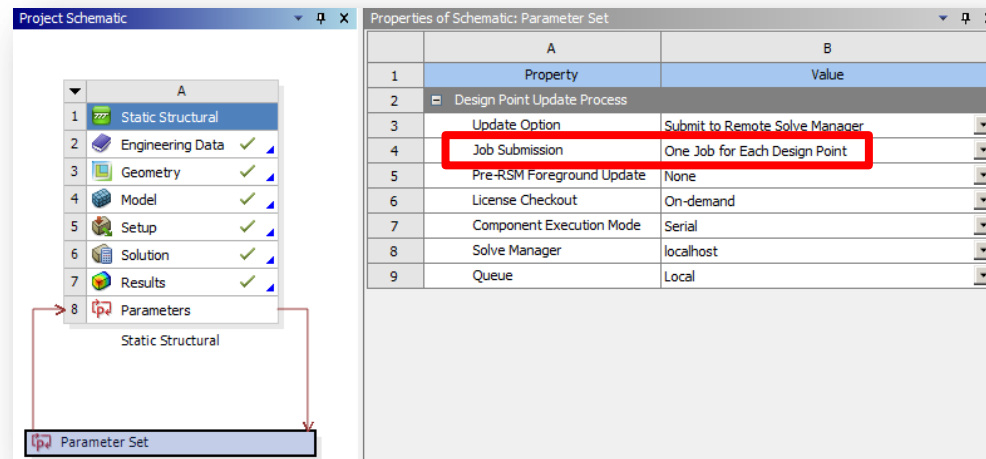 Project Schematic
A
1 Static Structural
2 Engineering Data
3 Geometry
4 Model
5 Setup
6 Solution
7 Results
8 Parameters
Static Structural
Parameter Set
Properties of Schematic: Parameter Set
A B
1 Property Value
2 Design Point Update Process
3 Update Option Submit to Remote Solve Manager
4 Job Submission One Job for Each Design Point
5 Pre-RSM Foreground Update None
6 License Checkout On-demand
7 Component Execution Mode Serial
8 Solve Manager localhost
9 Queue Local